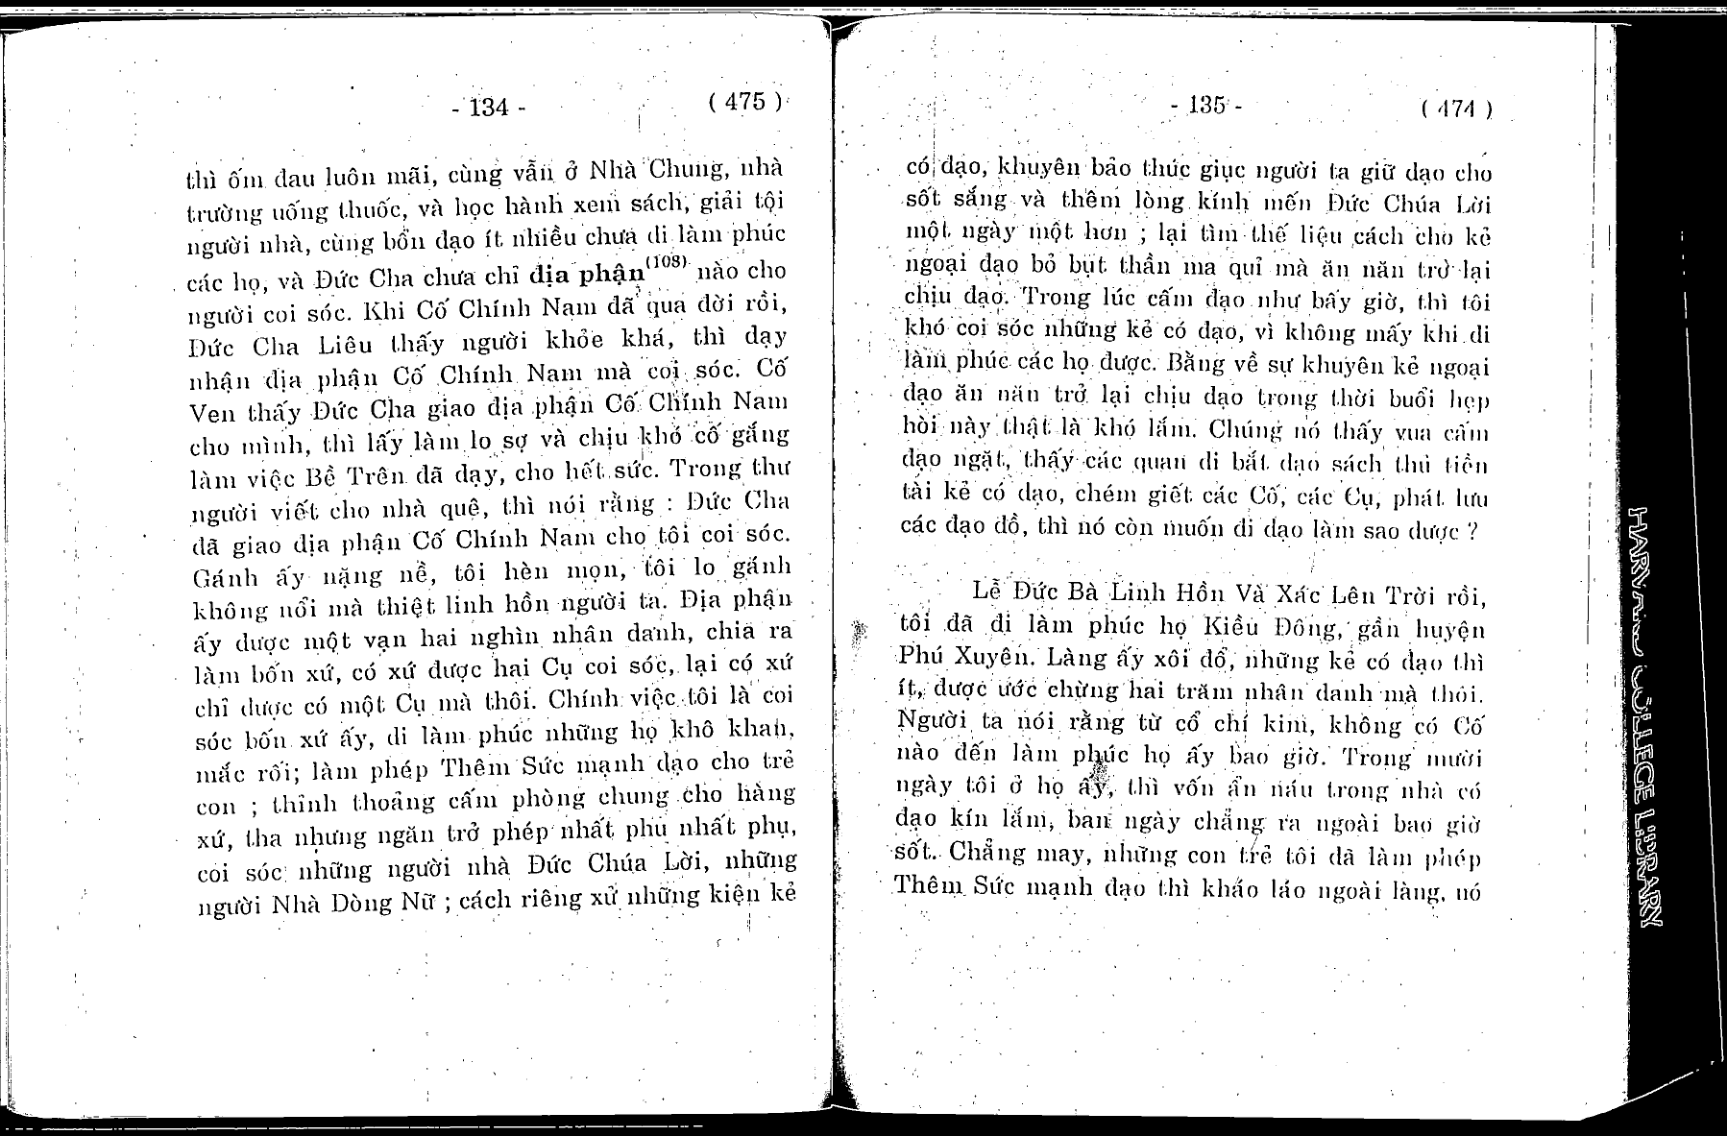 - 134 - ( 475 )
thì ốm đau luôn mãi, cùng vẫn ở Nhà Chung, nhà
trường uống thuốc, và học hành xem sách, giải tội
người nhà, cùng bổn đạo ít nhiều chưa đi làm phúc
các họ, và Đức Cha chưa chỉ địa phận(108) nào cho
người coi sóc. Khi Cố Chính Nam đã qua đời rồi,
Đức Cha Liêu thấy người khỏe khá, thì dạy
nhận địa phận Cố Chính Nam mà coi sóc. Cố
Ven thấy Đức Cha giao địa phận Cố Chính Nam
cho mình, thì lấy làm lo sợ và chịu khó cố gắng
làm việc Bề Trên đã dạy, cho hết sức. Trong thư
người viết cho nhà quê, thì nói rằng : Đức Cha
đã giao địa phận Cố Chính Nam cho tôi coi sóc.
Gánh ấy nặng nề, tôi hèn mọn, tôi lo gánh
không nổi mà thiệt linh hồn người ta. Địa phận
ấy được một vạn hai nghìn nhân danh, chia ra
làm bốn xứ, có xứ được hai Cụ coi sóc, lại có xứ
chỉ được có một Cụ mà thôi. Chính việc tôi là coi
sóc bốn xứ ấy, đi làm phúc những họ khô khan,
mắc rối; làm phép Thêm Sức mạnh đạo cho trẻ
con ; thỉnh thoảng cấm phòng chung cho hàng
xứ, tha nhưng ngăn trở phép nhất phu nhất phụ,
coi sóc những người nhà Đức Chúa Lời, những
người Nhà Dòng Nữ ; cách riêng xử những kiện kẻ
- 135 - ( 474 )
có đạo, khuyên bảo thúc giục người ta giữ đạo cho
sốt sắng và thêm lòng kính mến Đức Chúa Lời
một ngày một hơn ; lại tìm thế liệu cách cho kẻ
ngoại đạo bỏ bụt thần ma quỉ mà ăn năn trở lại
chịu đạo. Trong lúc cấm đạo như bây giờ, thì tôi
khó coi sóc những kẻ có đạo, vì không mấy khi đi
làm phúc các họ được. Bằng về sự khuyên kẻ ngoại
đạo ăn năn trở lại chịu đạo trong thời buổi hẹp
hòi này thật là khó lắm. Chúng nó thấy vua cấm
đạo ngặt, thấy các quan đi bắt đạo sách thủ tiền
tài kẻ có đạo, chém giết các Cố, các Cụ, phát lưu
các đạo đồ, thì nó còn muốn đi đạo làm sao được ?
Lễ Đức Bà Linh Hồn Và Xác Lên Trời rồi,
tôi đã đi làm phúc họ Kiều Đông, gần huyện
Phú Xuyên. Làng ấy xôi đổ, những kẻ có đạo thì
ít, được ước chừng hai trăm nhân danh mà thôi.
Người ta nói rằng từ cổ chí kim, không có Cố
nào đến làm phúc họ ấy bao giờ. Trong mười
ngày tôi ở họ ấy, thì vốn ẩn náu trong nhà có
đạo kín lắm, ban ngày chẳng ra ngoài bao giờ
sốt. Chẳng may, những con trẻ tôi đã làm phép
Thêm Sức mạnh đạo thì kháo láo ngoài làng, nó
HARVARD COLLEGE LIBRARY